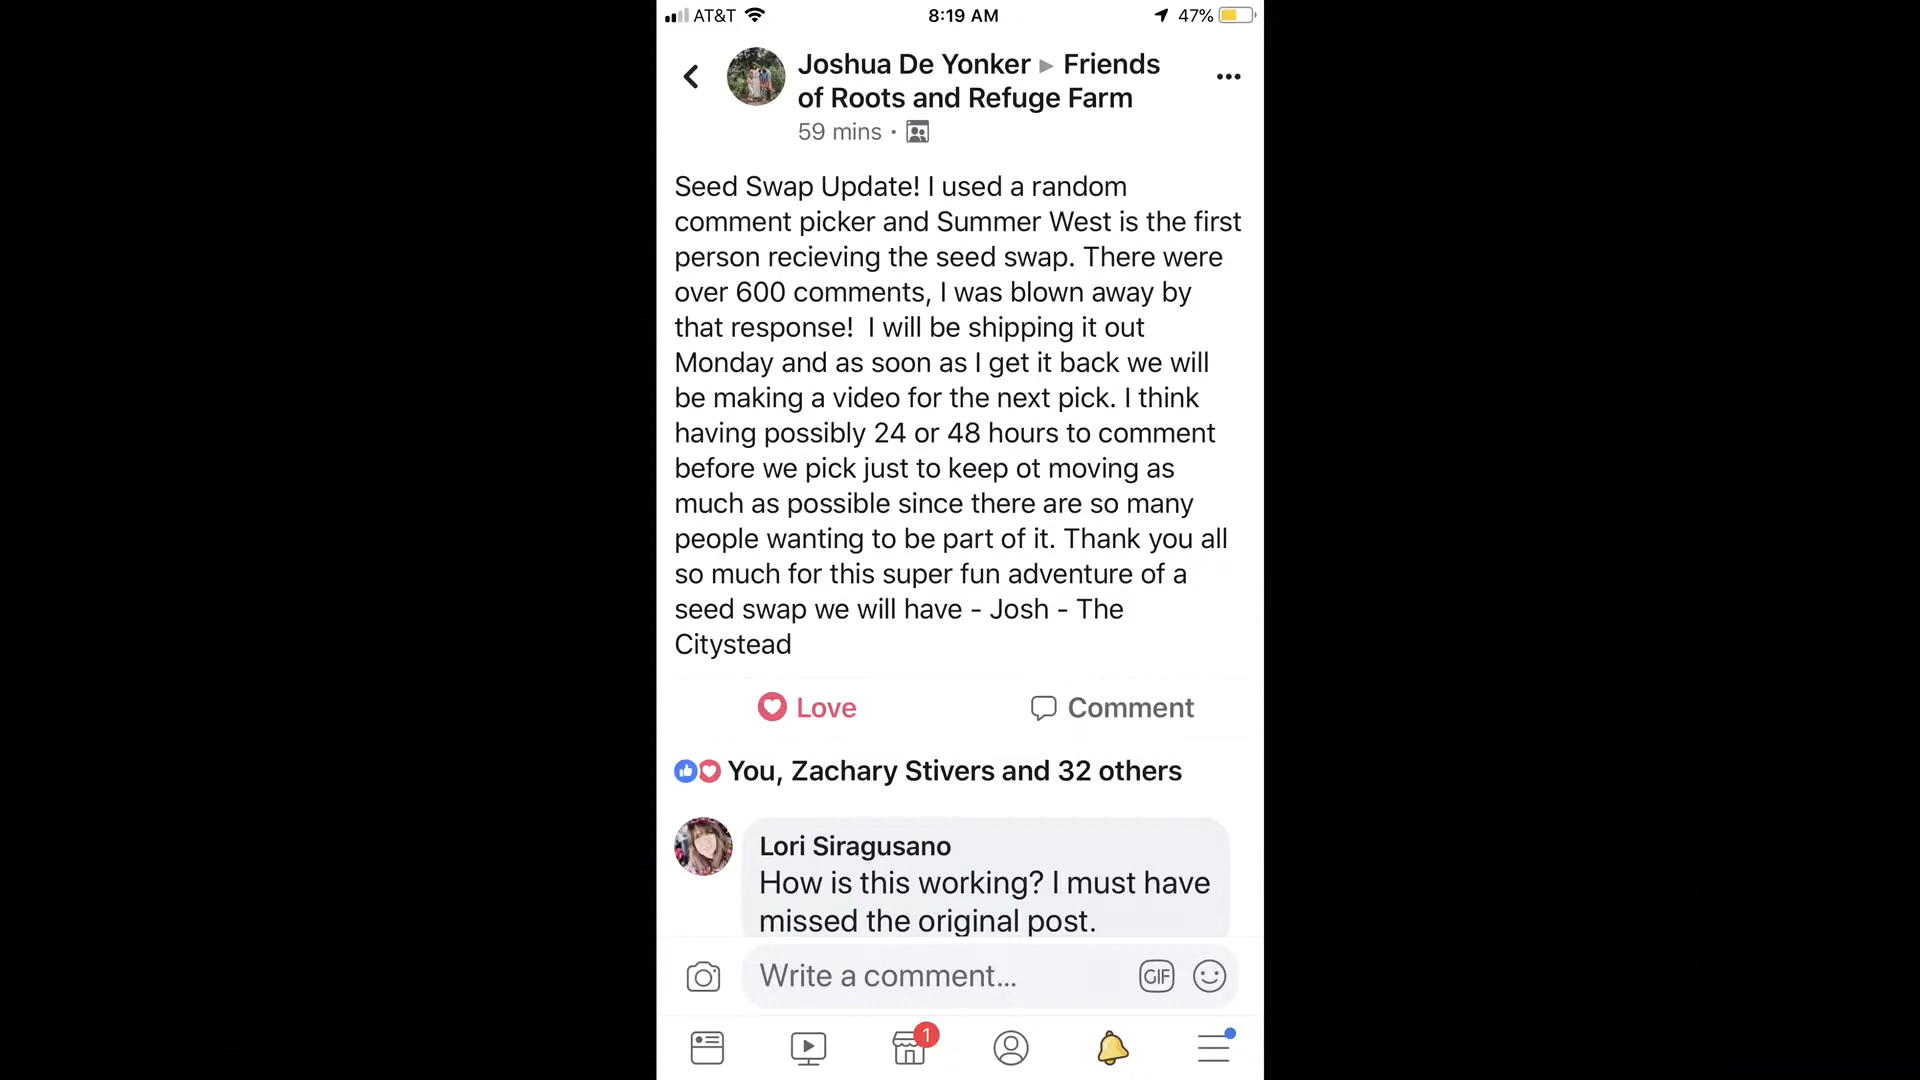 AT&T
8:19 AM
47%
Joshua De Yonker ▸ Friends
of Roots and Refuge Farm
59 mins ·
Seed Swap Update! I used a random
comment picker and Summer West is the first
person recieving the seed swap. There were
over 600 comments, I was blown away by
that response!  I will be shipping it out
Monday and as soon as I get it back we will
be making a video for the next pick. I think
having possibly 24 or 48 hours to comment
before we pick just to keep ot moving as
much as possible since there are so many
people wanting to be part of it. Thank you all
so much for this super fun adventure of a
seed swap we will have - Josh - The
Citystead
Love
Comment
You, Zachary Stivers and 32 others
Lori Siragusano
How is this working? I must have
missed the original post.
Write a comment...
GIF
1